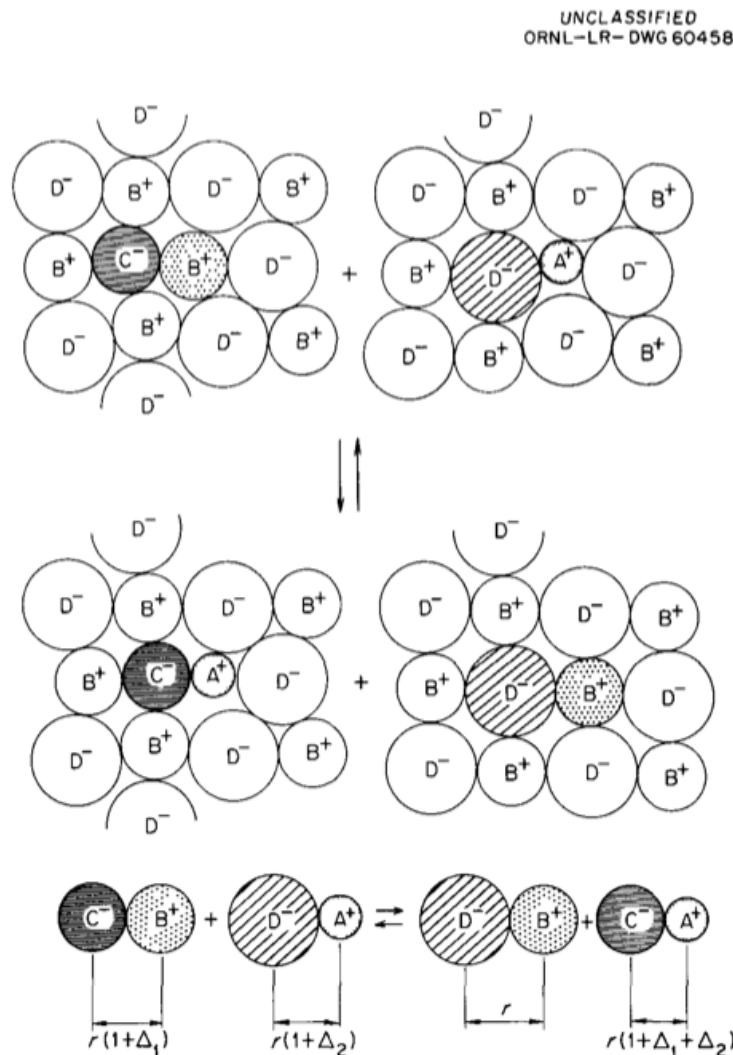 UNCLASSIFIED
ORNL-LR-DWG 60458
D⁻ D⁻
D⁻ B⁺ D⁻ B⁺ D⁻ B⁺ D⁻ B⁺
B⁺ C⁻ B⁺ D⁻ + B⁺ D⁻ A⁺ D⁻
D⁻ B⁺ D⁻ B⁺ D⁻ B⁺ D⁻ B⁺
D⁻
D⁻ D⁻
D⁻ B⁺ D⁻ B⁺ D⁻ B⁺ D⁻ B⁺
B⁺ C⁻ A⁺ D⁻ + B⁺ D⁻ B⁺ D⁻
D⁻ B⁺ D⁻ B⁺ D⁻ B⁺ D⁻ B⁺
D⁻
C⁻ B⁺ + D⁻ A⁺ ⇌ D⁻ B⁺ + C⁻ A⁺
r(1+Δ₁) r(1+Δ₂) r r(1+Δ₁+Δ₂)